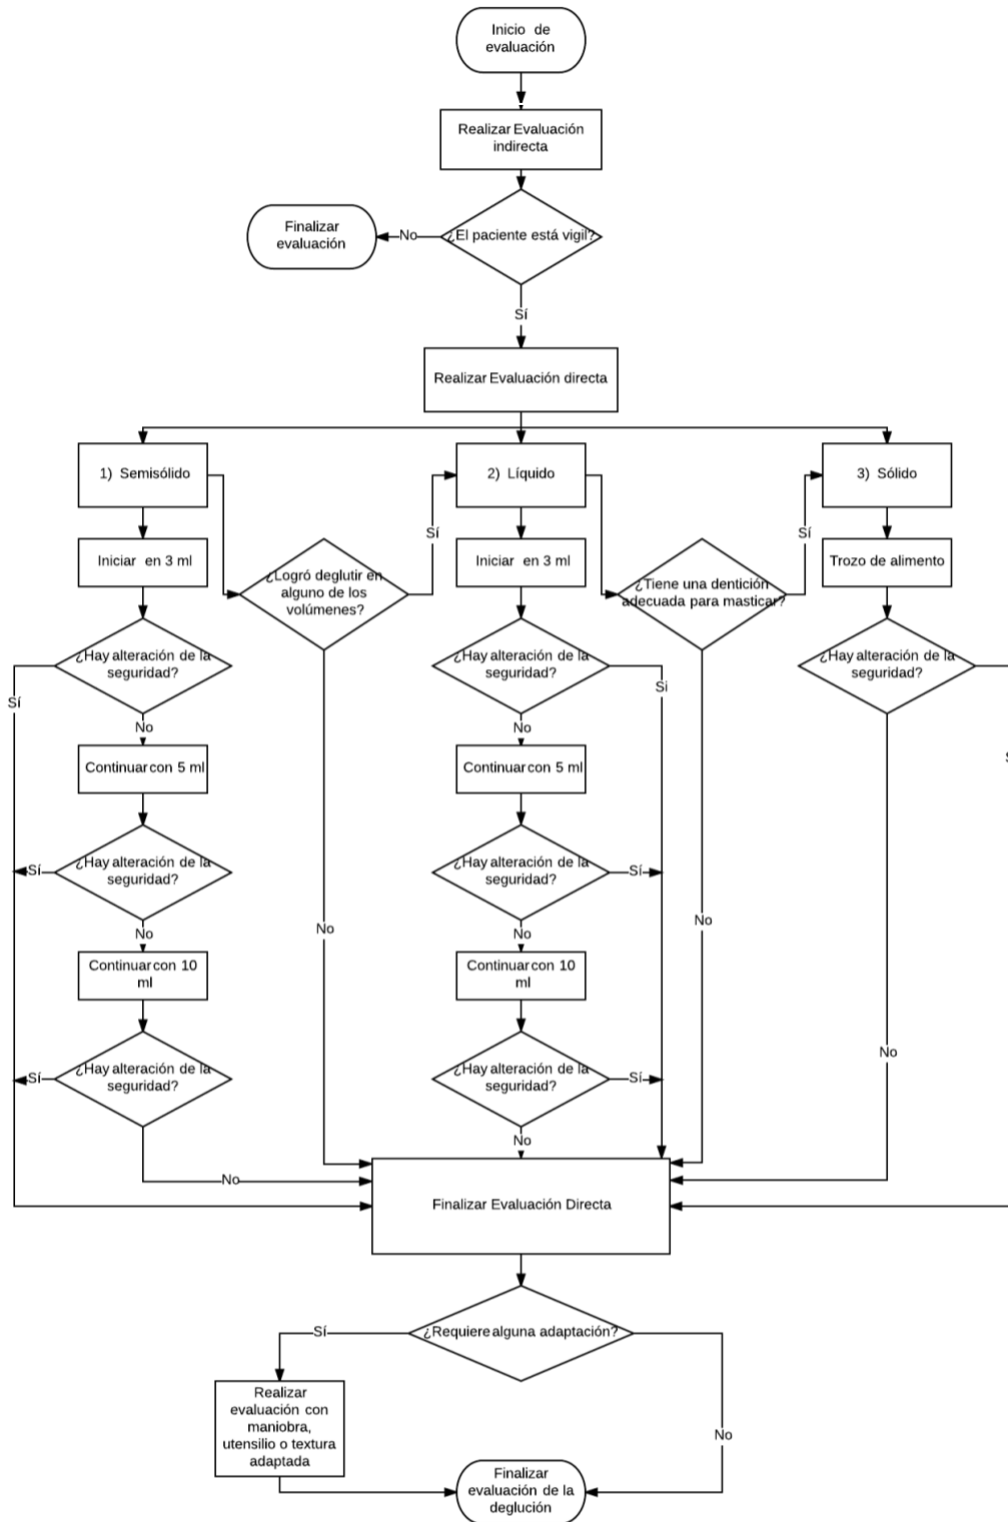 Inicio de
evaluación
Realizar Evaluación
indirecta
¿El paciente está vigil?
No
Finalizar
evaluación
Sí
Realizar Evaluación directa
1) Semisólido
2) Líquido
3) Sólido
Sí
Sí
Iniciar en 3 ml
¿Logró deglutir en
alguno de los
volúmenes?
Iniciar en 3 ml
¿Tiene una dentición
adecuada para masticar?
Trozo de alimento
¿Hay alteración de la
seguridad?
¿Hay alteración de la
seguridad?
¿Hay alteración de la
seguridad?
Sí
Si
No
No
Continuar con 5 ml
Continuar con 5 ml
¿Hay alteración de la
seguridad?
¿Hay alteración de la
seguridad?
Sí
Sí
No
No
No
No
Continuar con 10
ml
Continuar con 10
ml
No
¿Hay alteración de la
seguridad?
¿Hay alteración de la
seguridad?
Sí
Sí
No
No
Finalizar Evaluación Directa
¿Requiere alguna adaptación?
Sí
Realizar
evaluación con
maniobra,
utensilio o textura
adaptada
No
Finalizar
evaluación de la
deglución